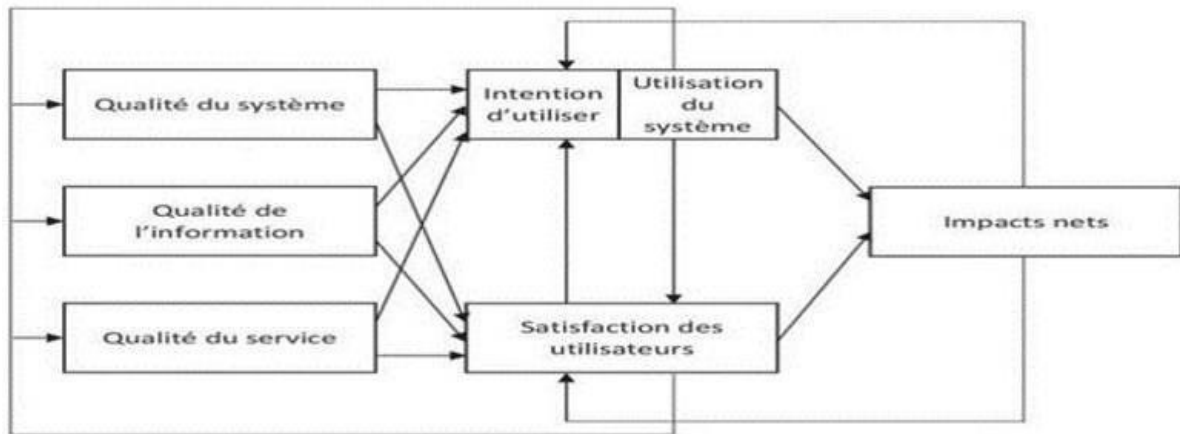 Qualité du système
Qualité de
l'information
Qualité du service
Intention
d'utiliser
Utilisation
du
système
Satisfaction des
utilisateurs
Impacts nets